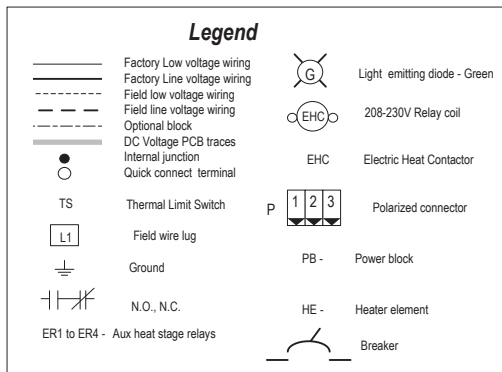 Legend
Factory Low voltage wiring
Factory Line voltage wiring
Field low voltage wiring
Field line voltage wiring
Optional block
DC Voltage PCB traces
Internal junction
Quick connect terminal
TS Thermal Limit Switch
L1 Field wire lug
Ground
N.O., N.C.
ER1 to ER4 - Aux heat stage relays
G Light emitting diode - Green
EHC 208-230V Relay coil
EHC Electric Heat Contactor
P 1 2 3 Polarized connector
PB - Power block
HE - Heater element
Breaker